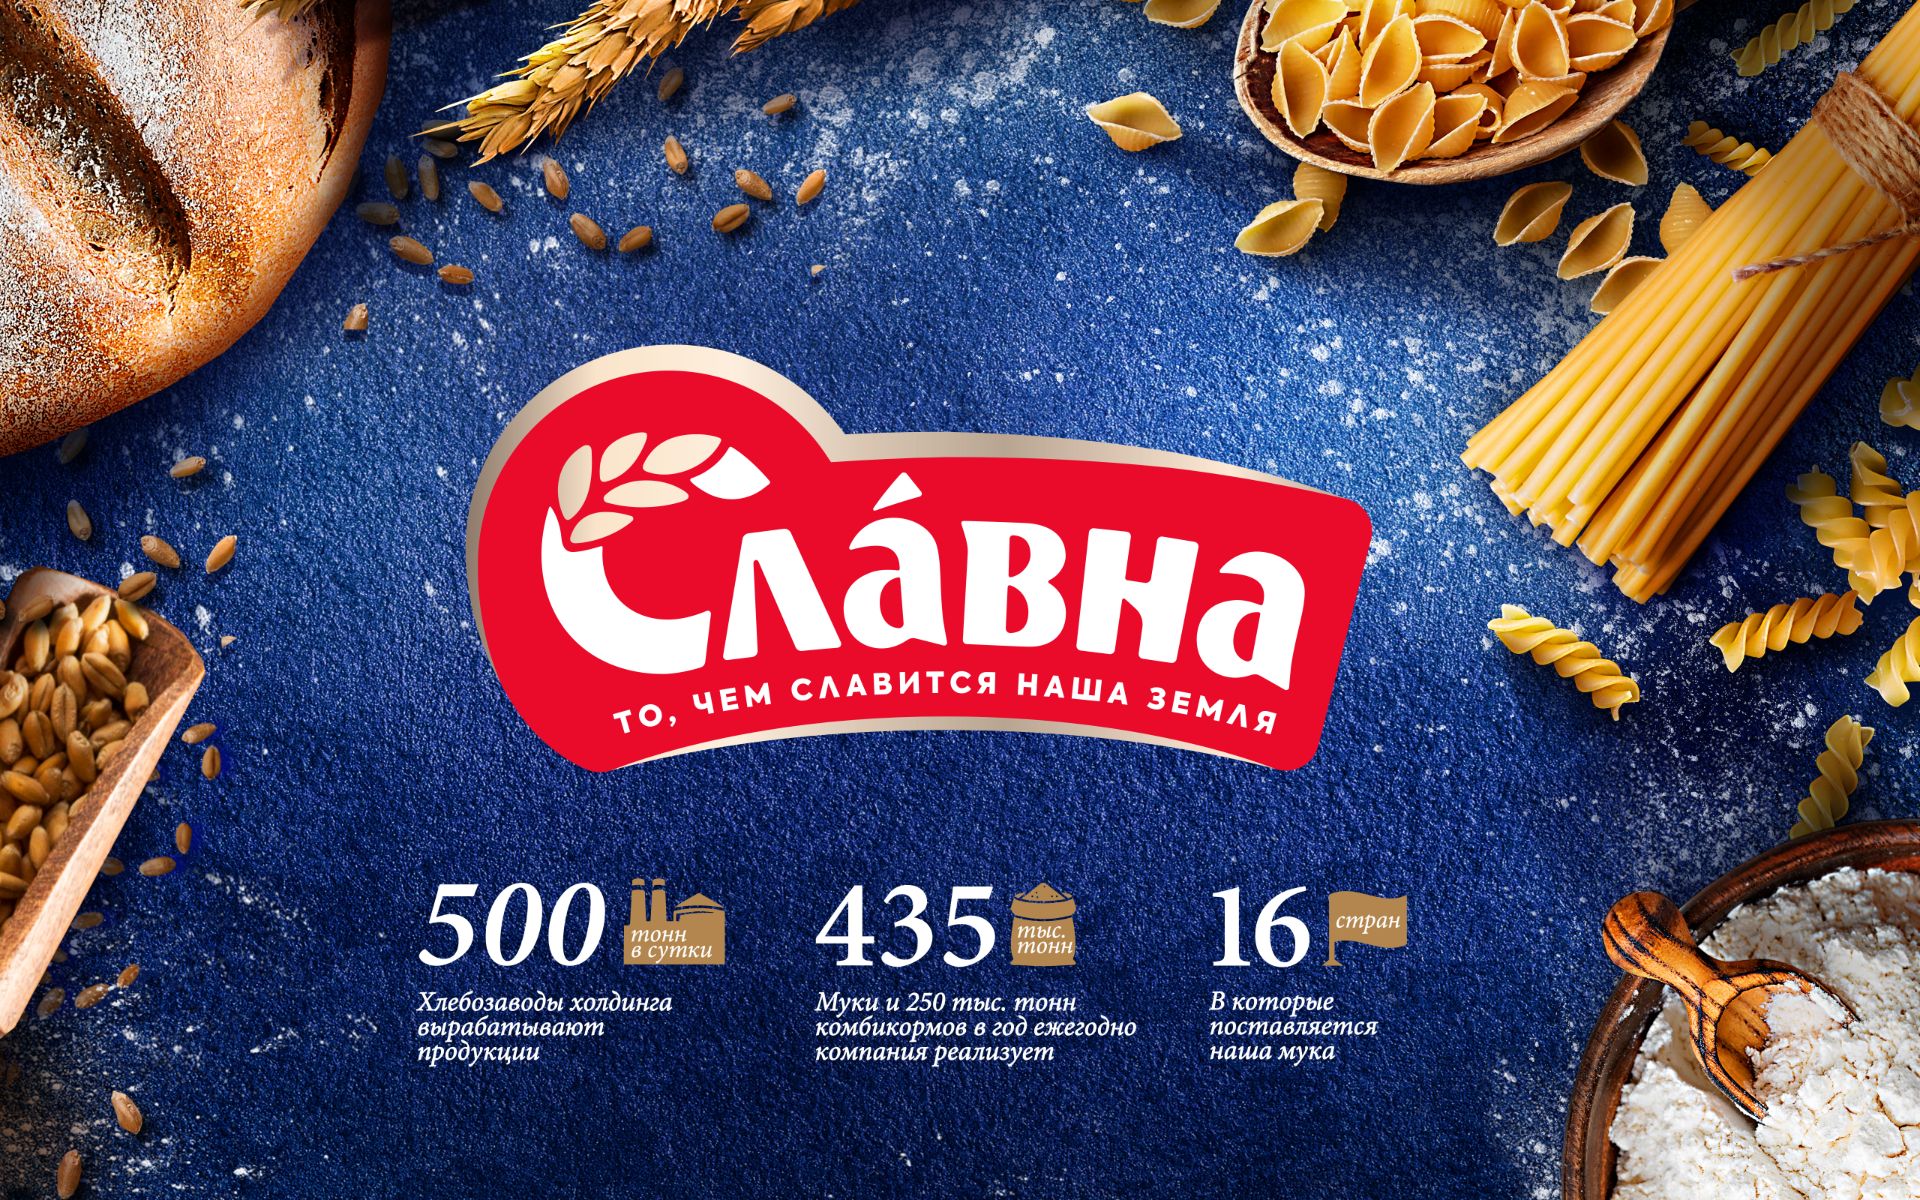 Сла́вна
ТО, ЧЕМ СЛАВИТСЯ НАША ЗЕМЛЯ
500
тонн
в сутки
Хлебозаводы холдинга
вырабатывают
продукции
435
тыс.
тонн
Муки и 250 тыс. тонн
комбикормов в год ежегодно
компания реализует
16
стран
В которые
поставляется
наша мука